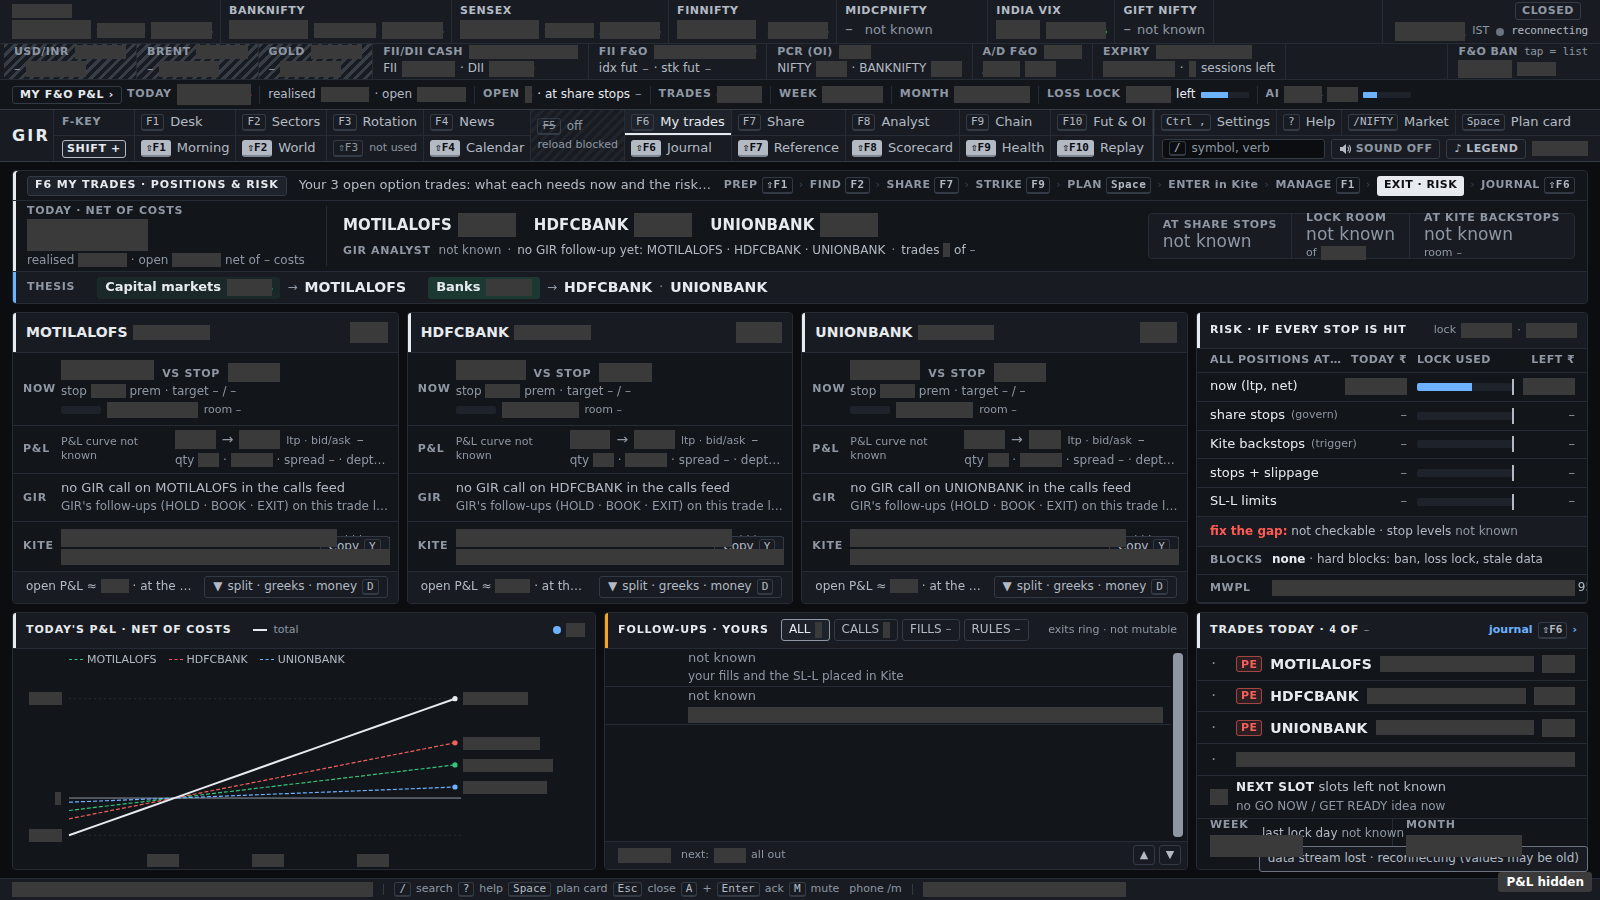 BANKNIFTY
SENSEX
FINNIFTY
MIDCPNIFTY
– not known
INDIA VIX
GIFT NIFTY
– not known
CLOSED
IST reconnecting
USD/INR
–
BRENT
–
GOLD
–
FII/DII CASH
FII · DII
FII F&O
idx fut – · stk fut –
PCR (OI)
NIFTY · BANKNIFTY
A/D F&O
EXPIRY
· sessions left
F&O BAN tap = list
MY F&O P&L › TODAY realised · open OPEN · at share stops – TRADES WEEK MONTH LOSS LOCK left AI
GIR
F-KEY F1 Desk F2 Sectors F3 Rotation F4 News F5 off F6 My trades F7 Share F8 Analyst F9 Chain F10 Fut & OI Ctrl , Settings ? Help /NIFTY Market Space Plan card
reload blocked
SHIFT + ⇧F1 Morning ⇧F2 World ⇧F3 not used ⇧F4 Calendar ⇧F6 Journal ⇧F7 Reference ⇧F8 Scorecard ⇧F9 Health ⇧F10 Replay / symbol, verb SOUND OFF ♪ LEGEND
F6 MY TRADES · POSITIONS & RISK Your 3 open option trades: what each needs now and the risk…
PREP ⇧F1 › FIND F2 › SHARE F7 › STRIKE F9 › PLAN Space › ENTER in Kite › MANAGE F1 › EXIT · RISK › JOURNAL ⇧F6
TODAY · NET OF COSTS
realised · open net of – costs
MOTILALOFS HDFCBANK UNIONBANK
GIR ANALYST not known · no GIR follow-up yet: MOTILALOFS · HDFCBANK · UNIONBANK · trades of –
AT SHARE STOPS
not known
LOCK ROOM
not known
of
AT KITE BACKSTOPS
not known
room –
THESIS Capital markets → MOTILALOFS Banks → HDFCBANK · UNIONBANK
MOTILALOFS
NOW VS STOP
stop prem · target – / –
room –
P&L P&L curve not known → ltp · bid/ask –
qty · · spread – · dept…
GIR no GIR call on MOTILALOFS in the calls feed
GIR's follow-ups (HOLD · BOOK · EXIT) on this trade l…
KITE Copy Y
open P&L ≈ · at the … ▼ split · greeks · money D
HDFCBANK
NOW VS STOP
stop prem · target – / –
room –
P&L P&L curve not known → ltp · bid/ask –
qty · · spread – · dept…
GIR no GIR call on HDFCBANK in the calls feed
GIR's follow-ups (HOLD · BOOK · EXIT) on this trade l…
KITE Copy Y
open P&L ≈ · at th… ▼ split · greeks · money D
UNIONBANK
NOW VS STOP
stop prem · target – / –
room –
P&L P&L curve not known → ltp · bid/ask –
qty · · spread – · dept…
GIR no GIR call on UNIONBANK in the calls feed
GIR's follow-ups (HOLD · BOOK · EXIT) on this trade l…
KITE Copy Y
open P&L ≈ · at the … ▼ split · greeks · money D
RISK · IF EVERY STOP IS HIT lock ·
ALL POSITIONS AT… TODAY ₹ LOCK USED LEFT ₹
now (ltp, net)
share stops (govern) – –
Kite backstops (trigger) – –
stops + slippage – –
SL-L limits – –
fix the gap: not checkable · stop levels not known
BLOCKS none · hard blocks: ban, loss lock, stale data
MWPL 9
TODAY'S P&L · NET OF COSTS total
MOTILALOFS HDFCBANK UNIONBANK
FOLLOW-UPS · YOURS ALL CALLS FILLS – RULES – exits ring · not mutable
not known
your fills and the SL-L placed in Kite
not known
next: all out ▲ ▼
TRADES TODAY · 4 OF – journal ⇧F6 ›
· PE MOTILALOFS
· PE HDFCBANK
· PE UNIONBANK
·
NEXT SLOT slots left not known
no GO NOW / GET READY idea now
WEEK MONTH
last lock day not known
data stream lost · reconnecting (values may be old)
P&L hidden
/ search ? help Space plan card Esc close A + Enter ack M mute phone /m